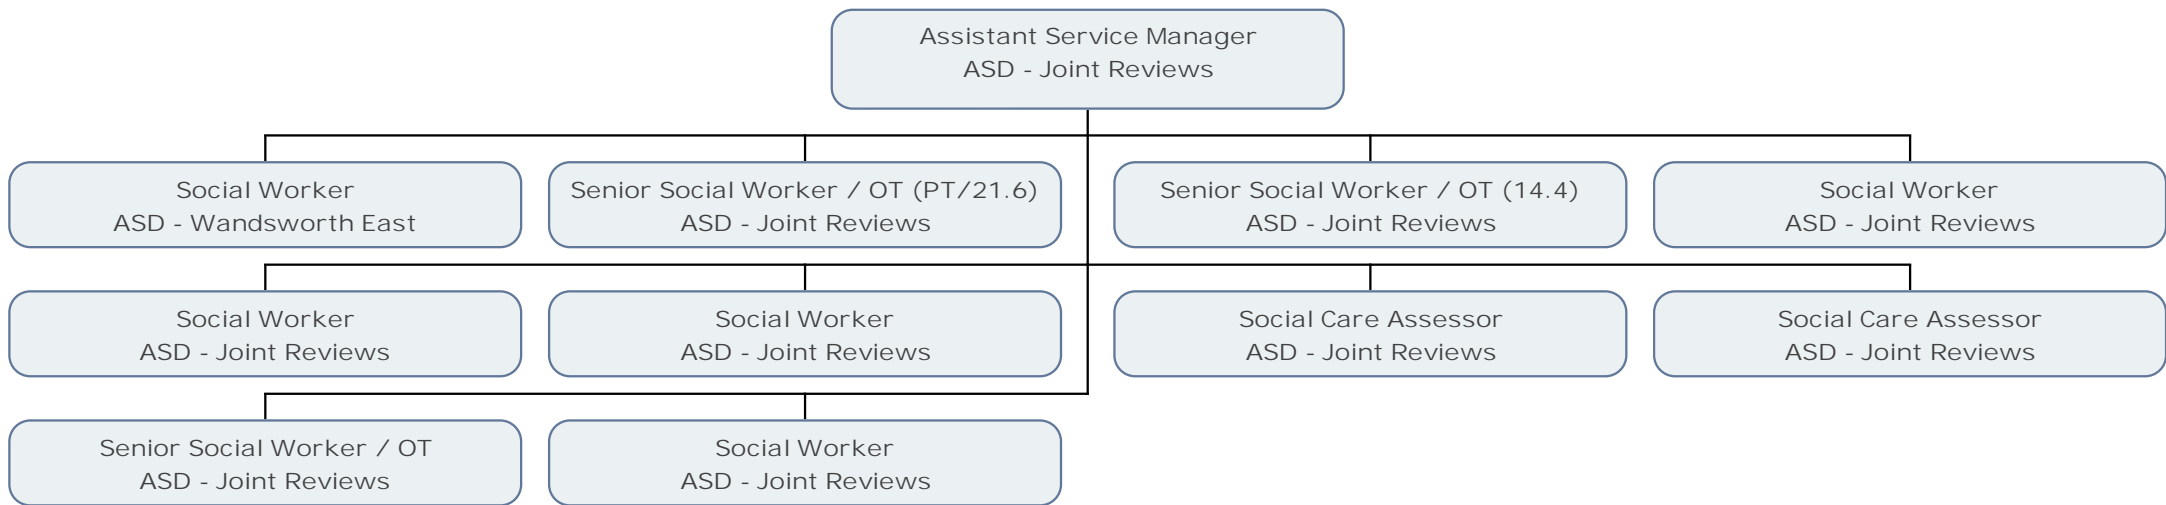 Assistant Service Manager
ASD - Joint Reviews
Social Worker
ASD - Wandsworth East
Senior Social Worker / OT (PT/21.6)
ASD - Joint Reviews
Senior Social Worker / OT (14.4)
ASD - Joint Reviews
Social Worker
ASD - Joint Reviews
Social Worker
ASD - Joint Reviews
Social Worker
ASD - Joint Reviews
Social Care Assessor
ASD - Joint Reviews
Social Care Assessor
ASD - Joint Reviews
Senior Social Worker / OT
ASD - Joint Reviews
Social Worker
ASD - Joint Reviews